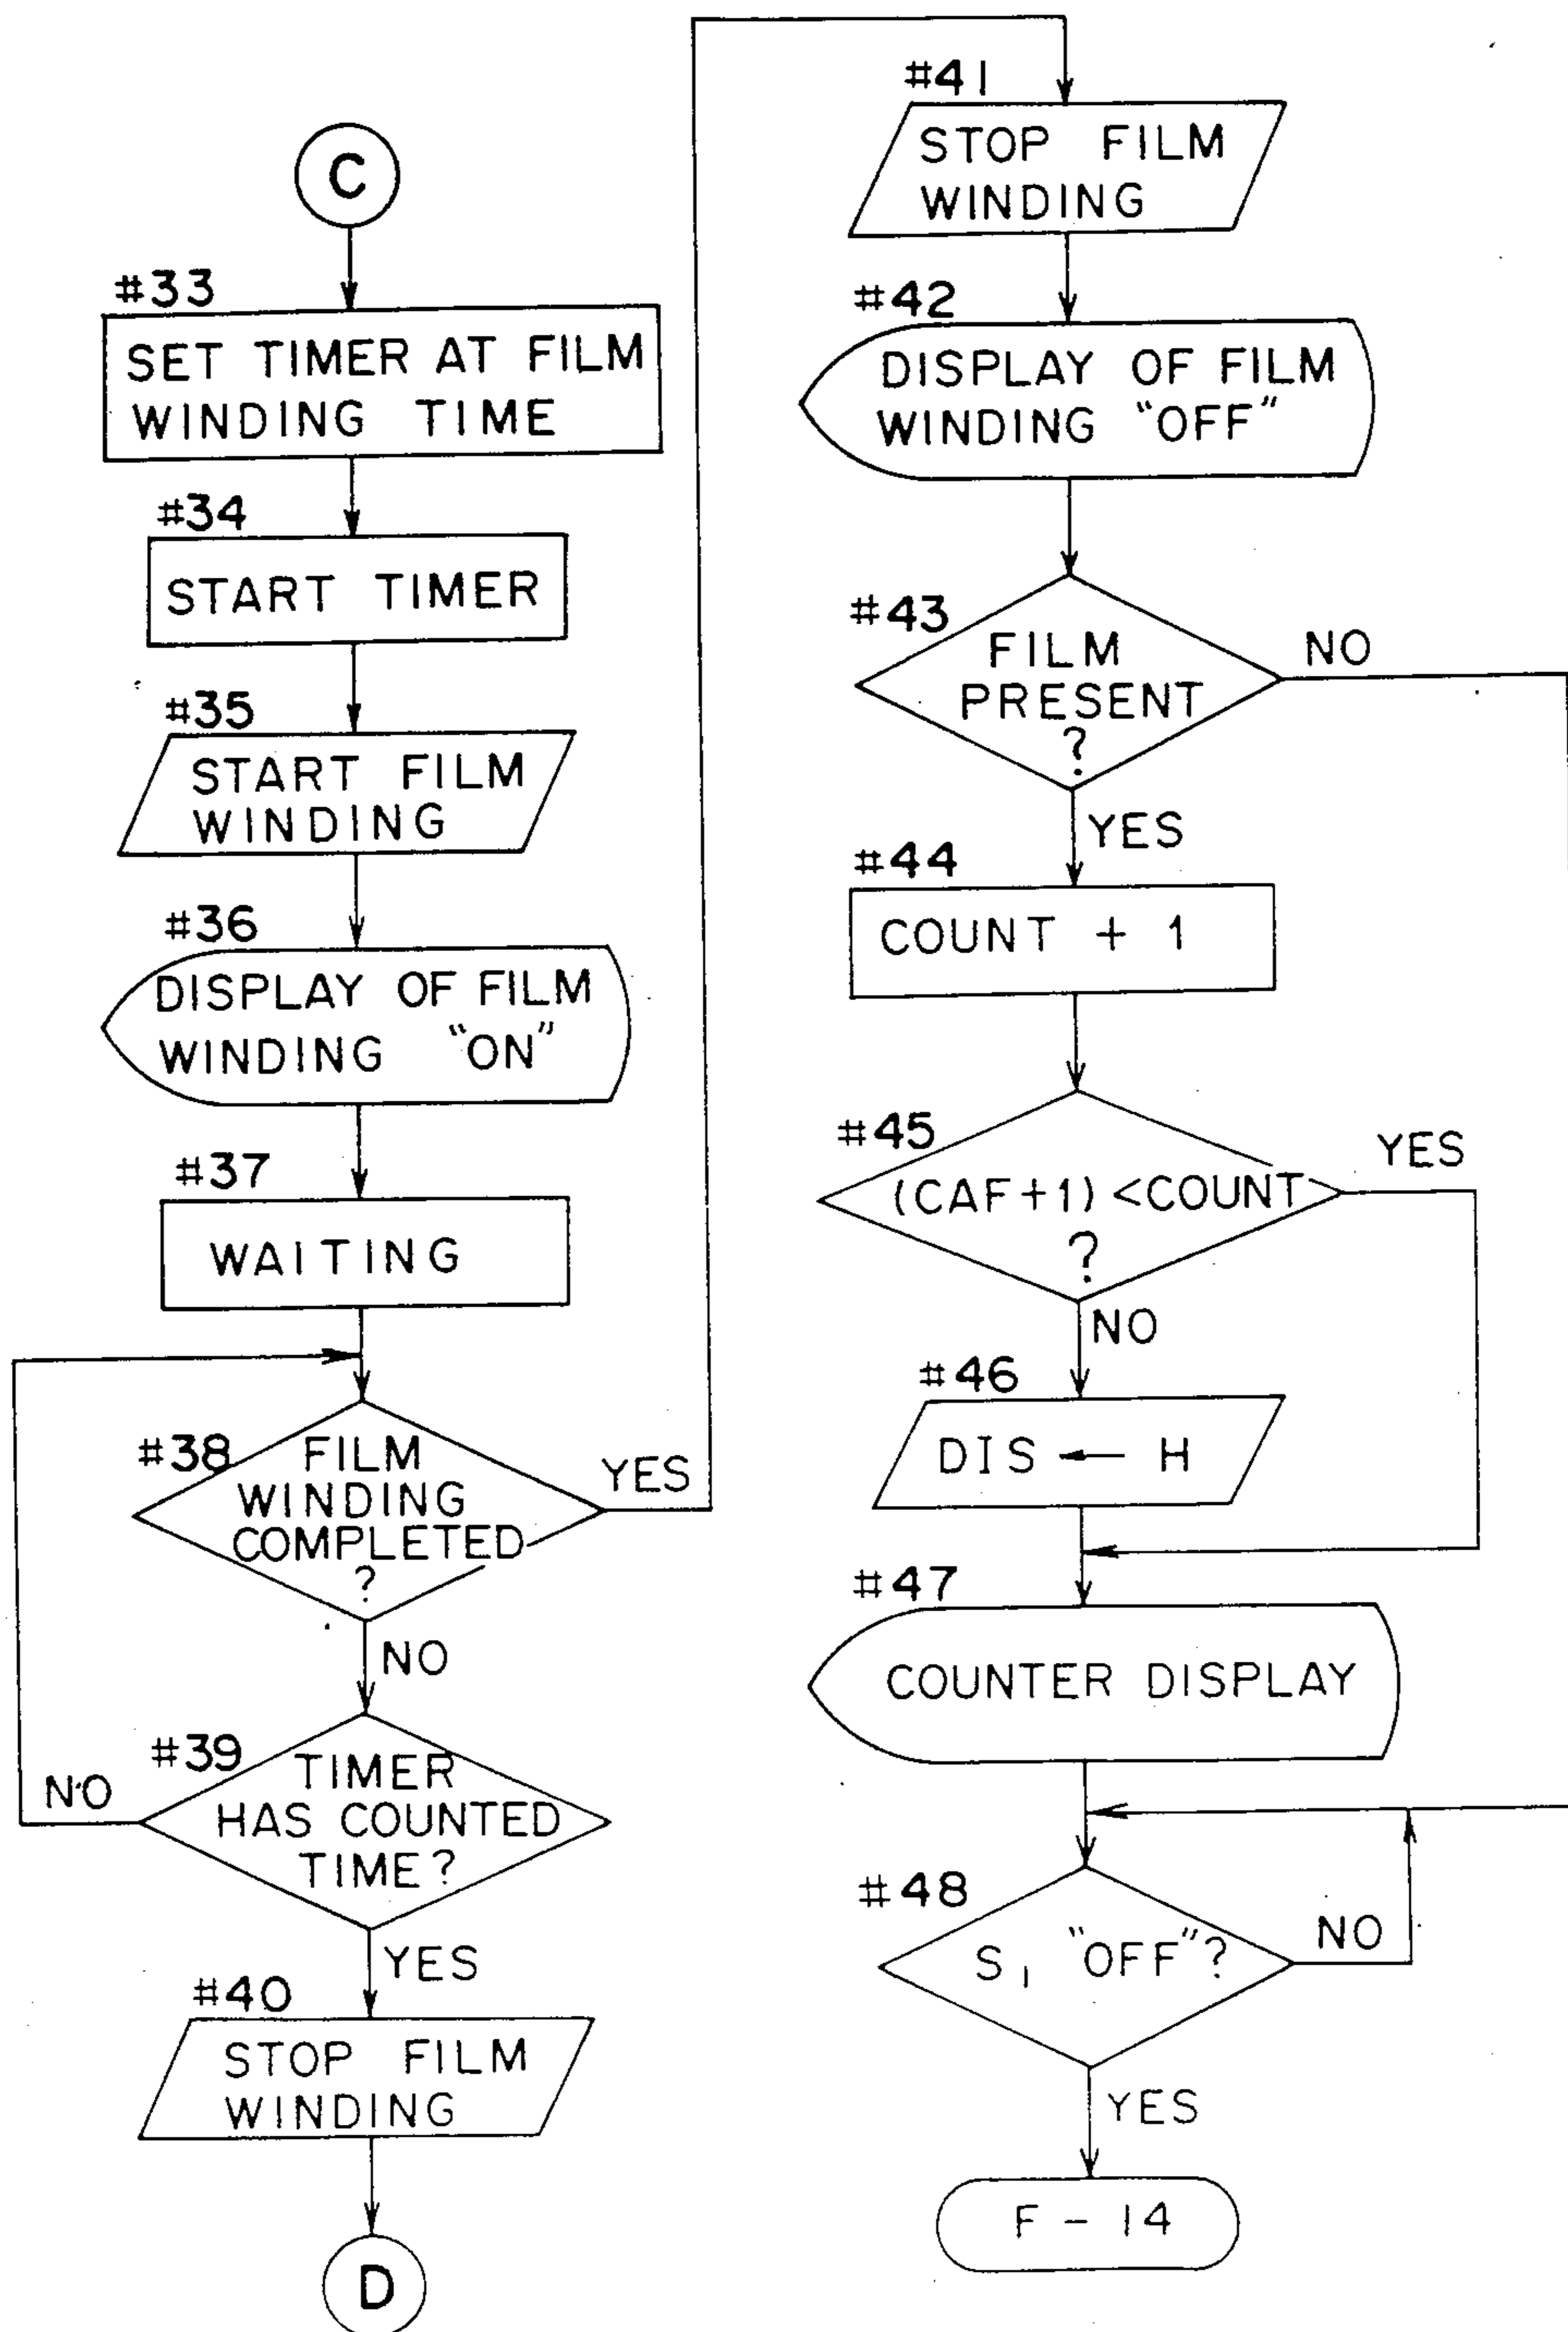 C
#33
SET TIMER AT FILM
WINDING TIME
#34
START TIMER
#35
START FILM
WINDING
#36
DISPLAY OF FILM
WINDING "ON"
#37
WAITING
#38
FILM
WINDING
COMPLETED
?
YES
NO
#39
TIMER
HAS COUNTED
TIME?
NO
YES
#40
STOP FILM
WINDING
D
#41
STOP FILM
WINDING
#42
DISPLAY OF FILM
WINDING "OFF"
#43
FILM
PRESENT
?
NO
YES
#44
COUNT + 1
#45
(CAF+1) <COUNT
?
YES
NO
#46
DIS ← H
#47
COUNTER DISPLAY
#48
S1 "OFF"?
NO
YES
F - 14